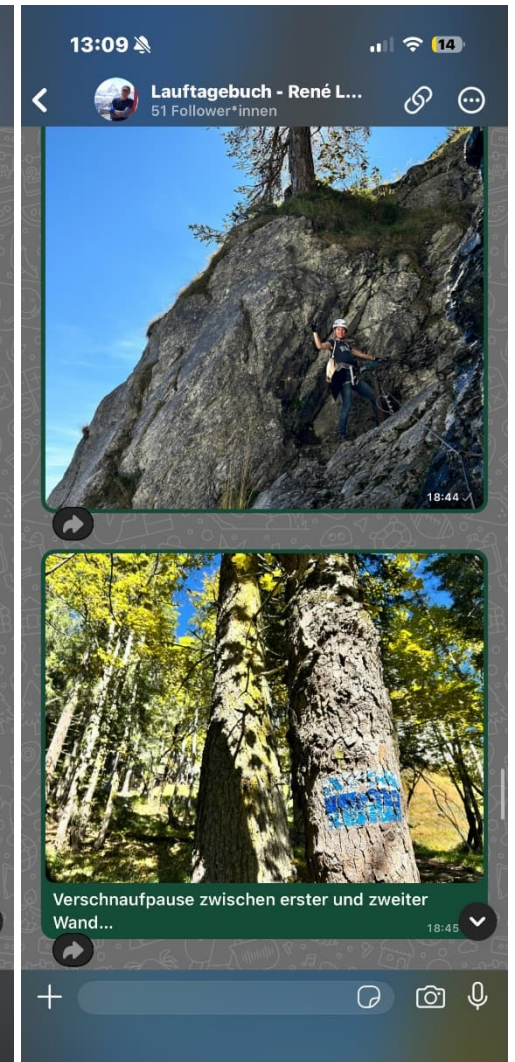 13:09
14
Lauftagebuch - René L...
51 Follower*innen
18:44
Verschnaufpause zwischen erster und zweiter
Wand...
18:45